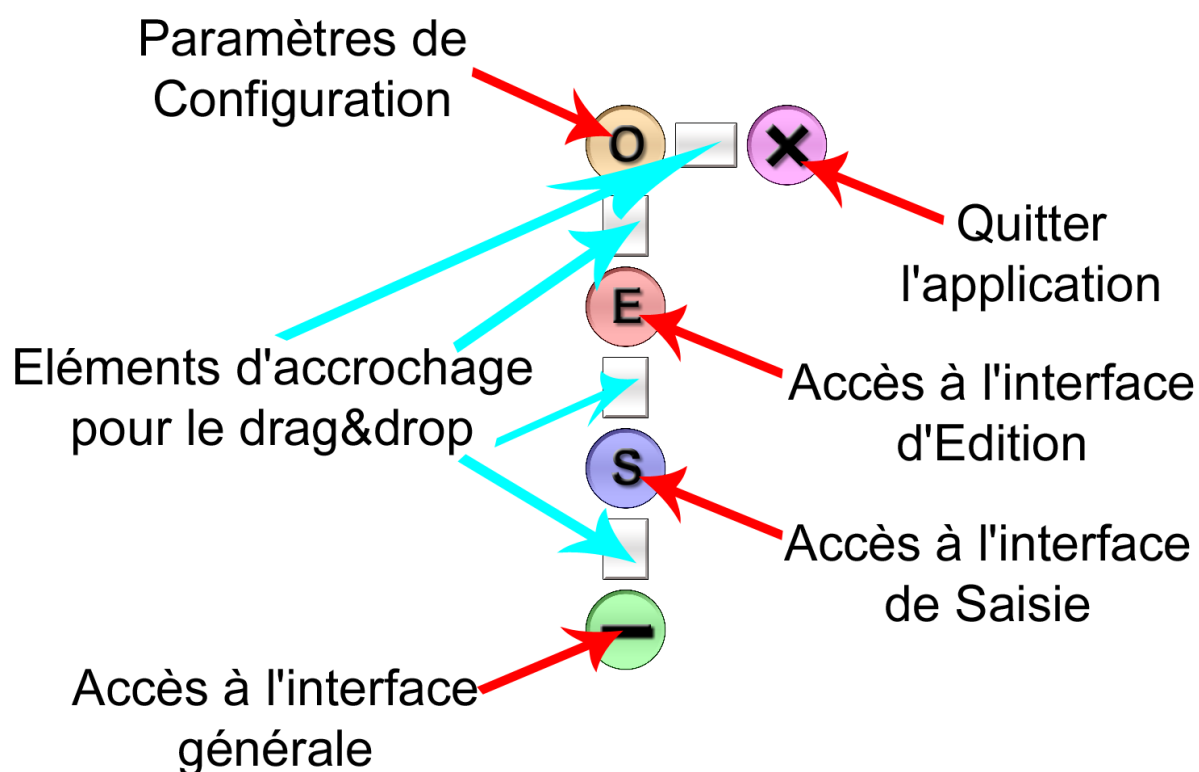 Paramètres de
Configuration
O
×
Quitter
l'application
E
Eléments d'accrochage
pour le drag&drop
Accès à l'interface
d'Edition
S
Accès à l'interface
de Saisie
–
Accès à l'interface
générale